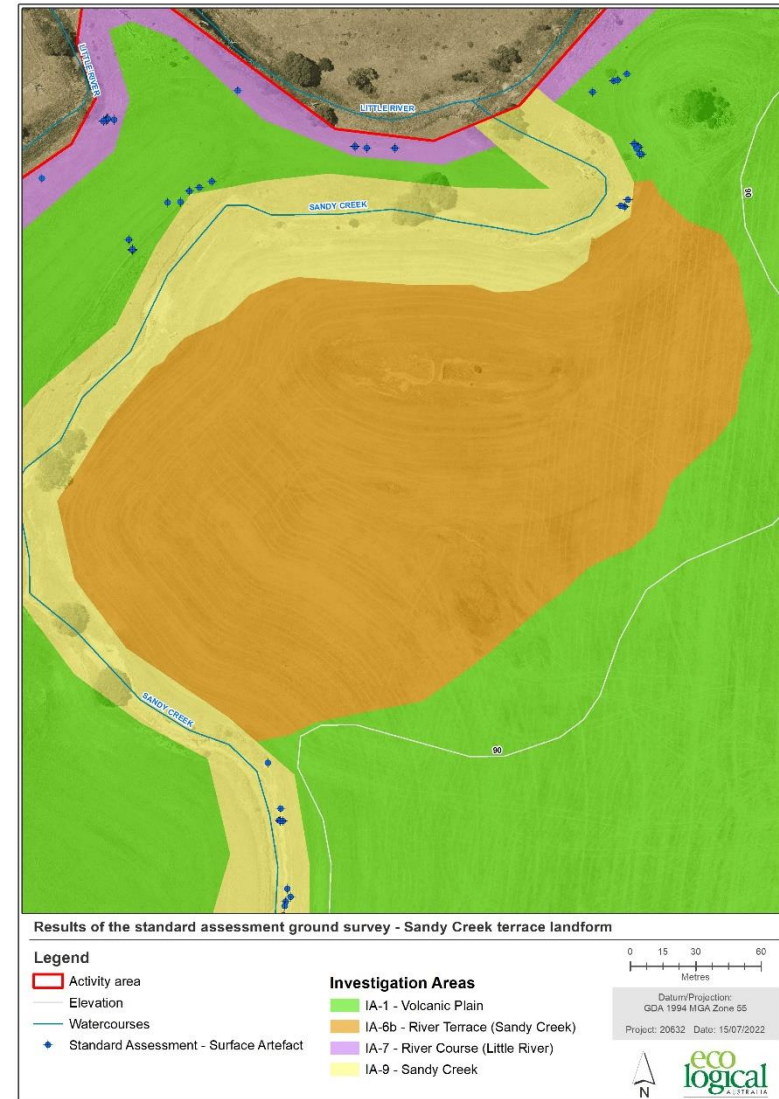 LITTLE RIVER
LITTLE RIVER
SANDY CREEK
90
SANDY CREEK
90
Results of the standard assessment ground survey - Sandy Creek terrace landform
Legend
Activity area
Elevation
Watercourses
Standard Assessment - Surface Artefact
Investigation Areas
IA-1 - Volcanic Plain
IA-6b - River Terrace (Sandy Creek)
IA-7 - River Course (Little River)
IA-9 - Sandy Creek
0 15 30 60
Metres
Datum/Projection:
GDA 1994 MGA Zone 55
Project: 20632 Date: 15/07/2022
N
eco
logical
AUSTRALIA